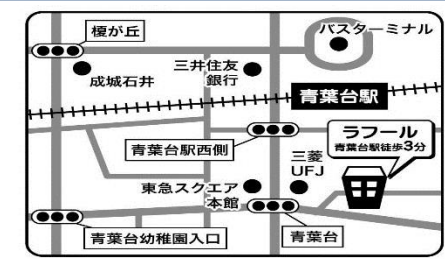 榎が丘
バスターミナル
成城石井
三井住友
銀行
青葉台駅
青葉台駅西側
ラフール
青葉台駅徒歩3分
三菱
UFJ
東急スクエア
本館
青葉台幼稚園入口
青葉台